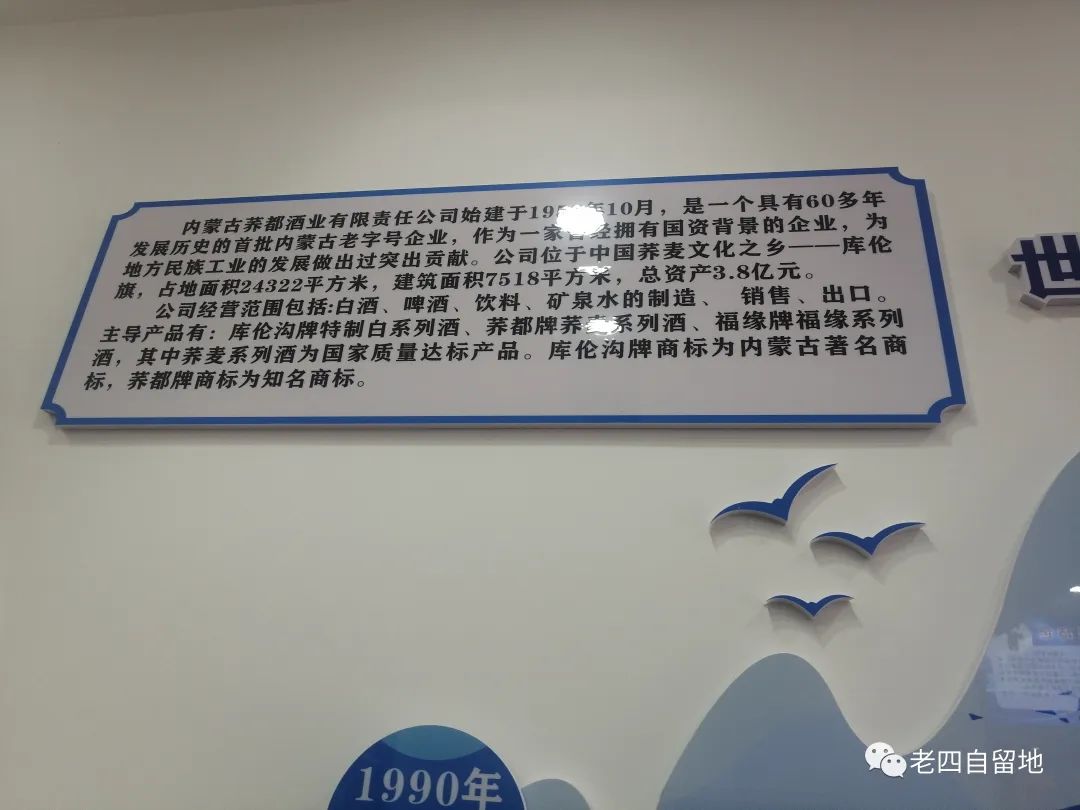 内蒙古荞都酒业有限责任公司始建于195 年10月，是一个具有60多年
发展历史的首批内蒙古老字号企业，作为一家曾经拥有国资背景的企业，为
地方民族工业的发展做出过突出贡献。公司位于中国荞麦文化之乡——库伦
旗，占地面积24322平方米，建筑面积7518平方米，总资产3.8亿元。
公司经营范围包括:白酒、啤酒、饮料、矿泉水的制造、 销售、出口。
主导产品有：库伦沟牌特制白系列酒、荞都牌荞麦系列酒、福缘牌福缘系列
酒，其中荞麦系列酒为国家质量达标产品。库伦沟牌商标为内蒙古著名商
标，荞都牌商标为知名商标。
世
1990年
老四自留地